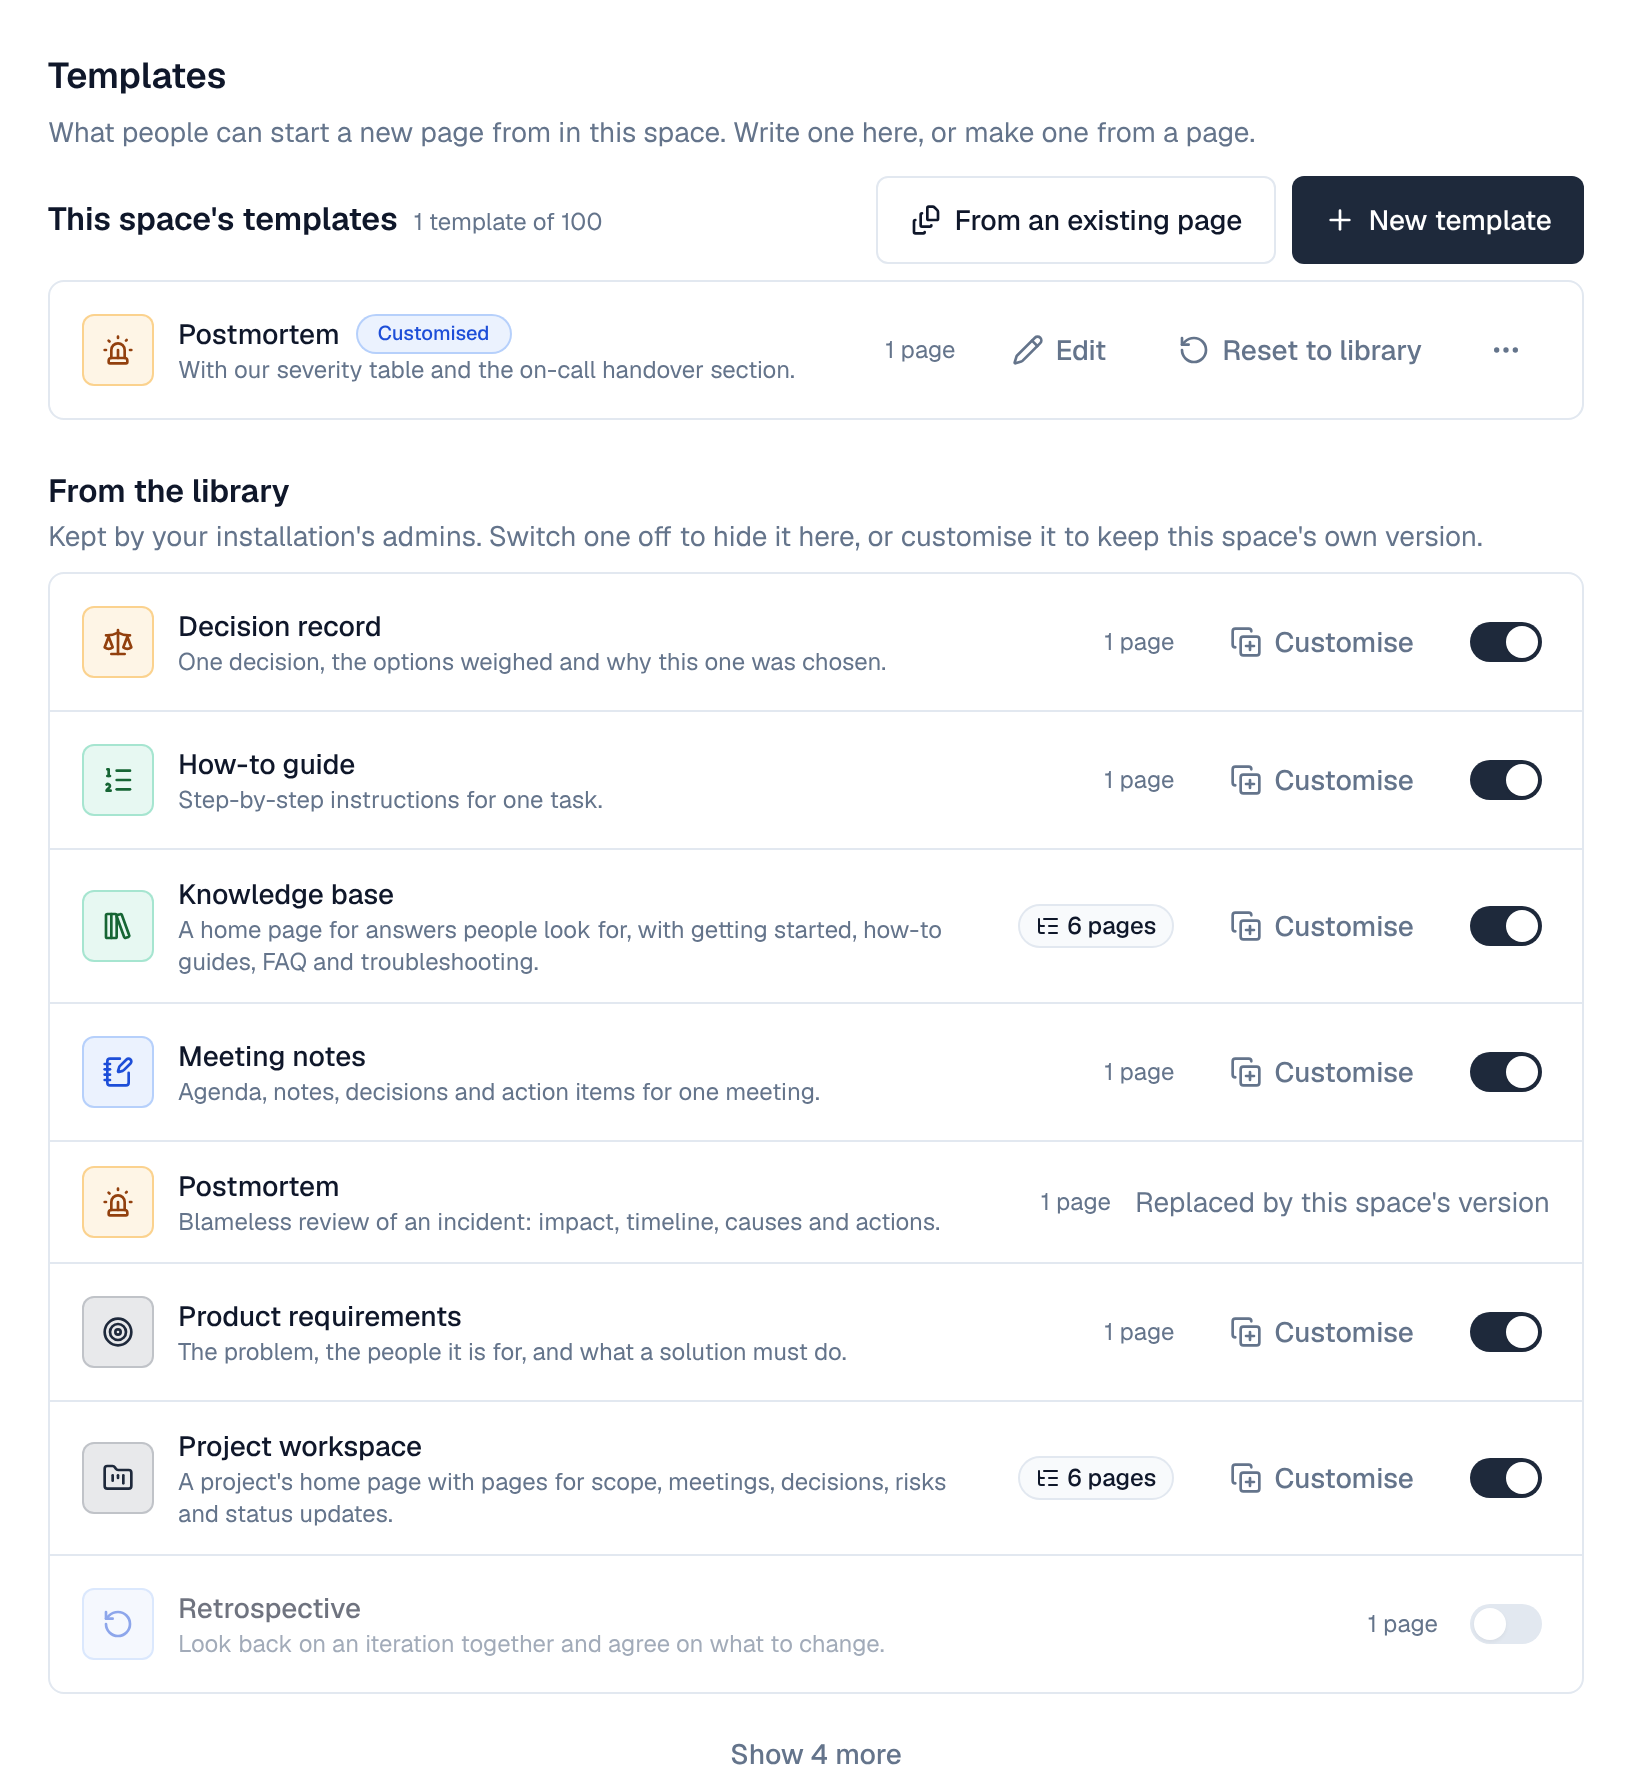 Templates
What people can start a new page from in this space. Write one here, or make one from a page.
This space's templates 1 template of 100 From an existing page New template
Postmortem Customised
With our severity table and the on-call handover section.
1 page Edit Reset to library
From the library
Kept by your installation's admins. Switch one off to hide it here, or customise it to keep this space's own version.
Decision record
One decision, the options weighed and why this one was chosen.
1 page Customise
How-to guide
Step-by-step instructions for one task.
1 page Customise
Knowledge base
A home page for answers people look for, with getting started, how-to
guides, FAQ and troubleshooting.
6 pages Customise
Meeting notes
Agenda, notes, decisions and action items for one meeting.
1 page Customise
Postmortem
Blameless review of an incident: impact, timeline, causes and actions.
1 page Replaced by this space's version
Product requirements
The problem, the people it is for, and what a solution must do.
1 page Customise
Project workspace
A project's home page with pages for scope, meetings, decisions, risks
and status updates.
6 pages Customise
Retrospective
Look back on an iteration together and agree on what to change.
1 page
Show 4 more